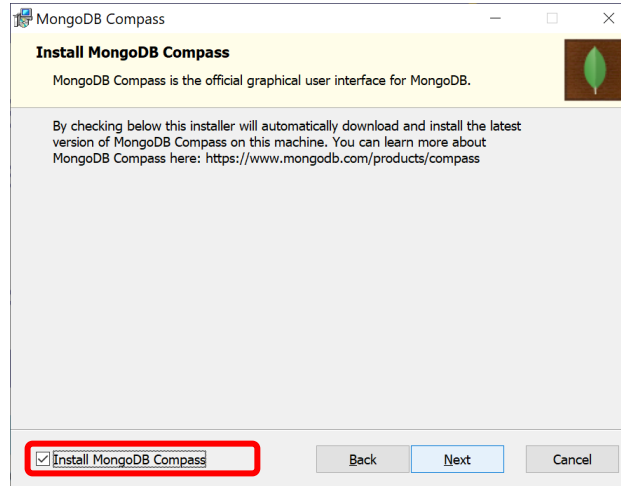 MongoDB Compass
Install MongoDB Compass
MongoDB Compass is the official graphical user interface for MongoDB.
By checking below this installer will automatically download and install the latest
version of MongoDB Compass on this machine. You can learn more about
MongoDB Compass here: https://www.mongodb.com/products/compass
Install MongoDB Compass
Back Next Cancel